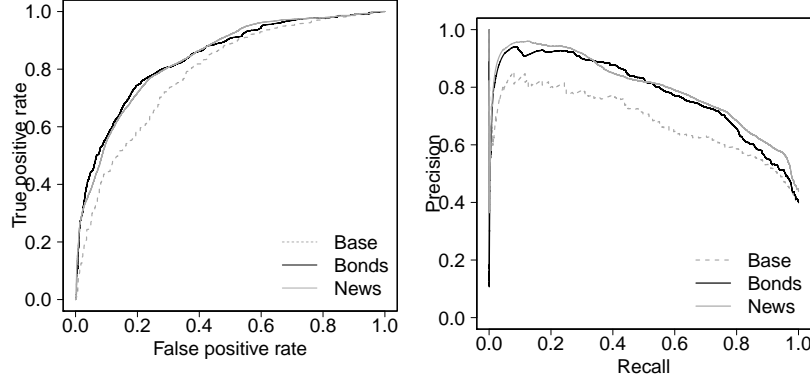 1.0
0.8
0.6
0.4
0.2
0.0
True positive rate
0.0 0.2 0.4 0.6 0.8 1.0
False positive rate
Base
Bonds
News
1.0
0.8
0.6
0.4
0.2
0.0
Precision
0.0 0.2 0.4 0.6 0.8 1.0
Recall
Base
Bonds
News